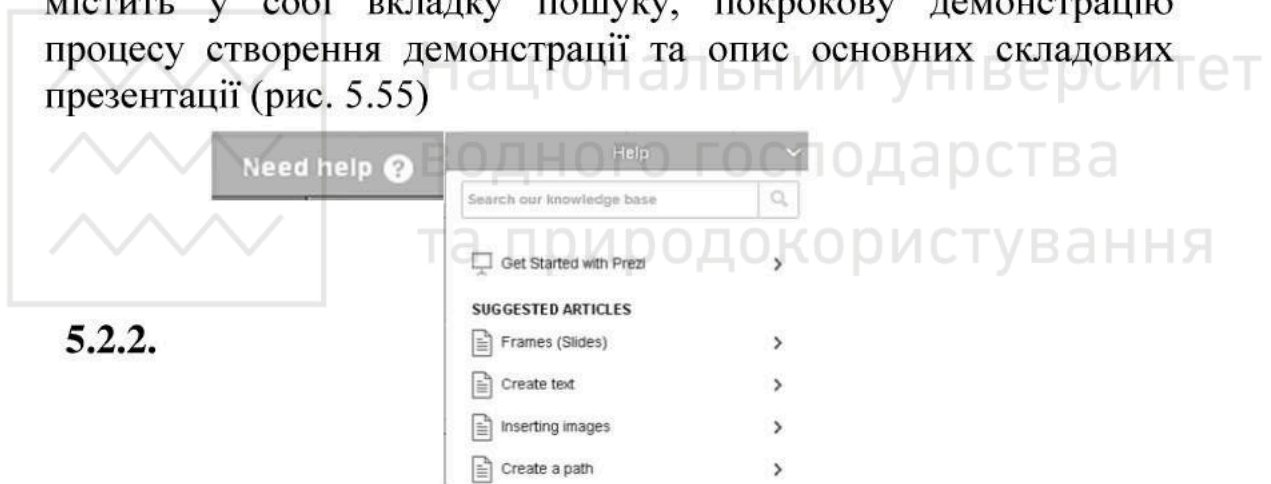 містить у собі вкладку пошуку, покрокову демонстрацію
процесу створення демонстрації та опис основних складових
презентації (рис. 5.55)
Національний університет
водного господарства
та природокористування
Need help ?
Help
Search our knowledge base
Get Started with Prezi
SUGGESTED ARTICLES
Frames (Slides)
5.2.2.
Create text
Inserting images
Create a path